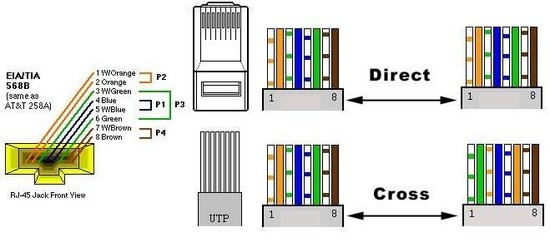 EIA/TIA
568B
(same as
AT&T 258A)
1 W/Orange
2 Orange
3 W/Green
4 Blue
5 W/Blue
6 Green
7 W/Brown
8 Brown
P2
P1
P3
P4
RJ-45 Jack Front View
UTP
1 8
Direct
1 8
1 8
Cross
1 8